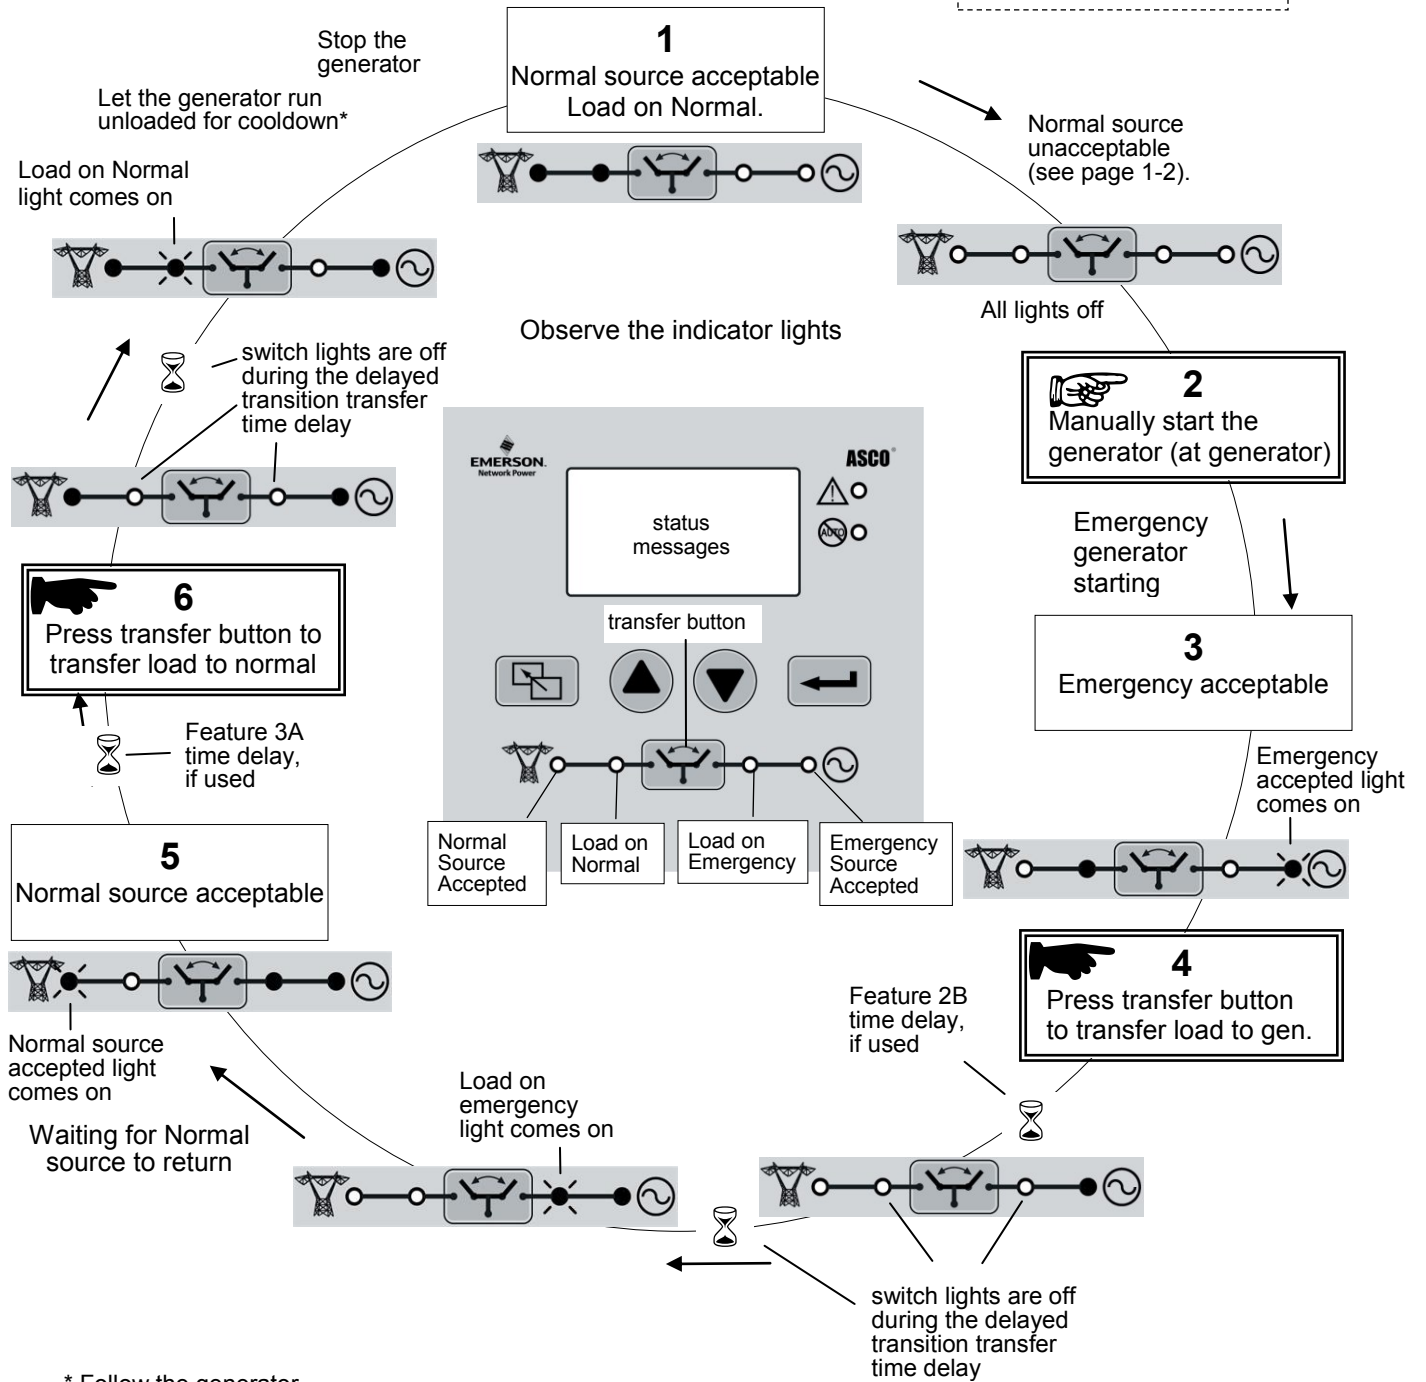 1
Normal source acceptable
Load on Normal.
Stop the
generator
Let the generator run
unloaded for cooldown*
Load on Normal
light comes on
Normal source
unacceptable
(see page 1-2).
All lights off
Observe the indicator lights
switch lights are off
during the delayed
transition transfer
time delay
2
Manually start the
generator (at generator)
Emergency
generator
starting
EMERSON.
Network Power
ASCO®
status
messages
AUTO
transfer button
6
Press transfer button to
transfer load to normal
3
Emergency acceptable
Feature 3A
time delay,
if used
Emergency
accepted light
comes on
Normal
Source
Accepted
Load on
Normal
Load on
Emergency
Emergency
Source
Accepted
5
Normal source acceptable
4
Press transfer button
to transfer load to gen.
Feature 2B
time delay,
if used
Normal source
accepted light
comes on
Waiting for Normal
source to return
Load on
emergency
light comes on
switch lights are off
during the delayed
transition transfer
time delay
* Follow the generator